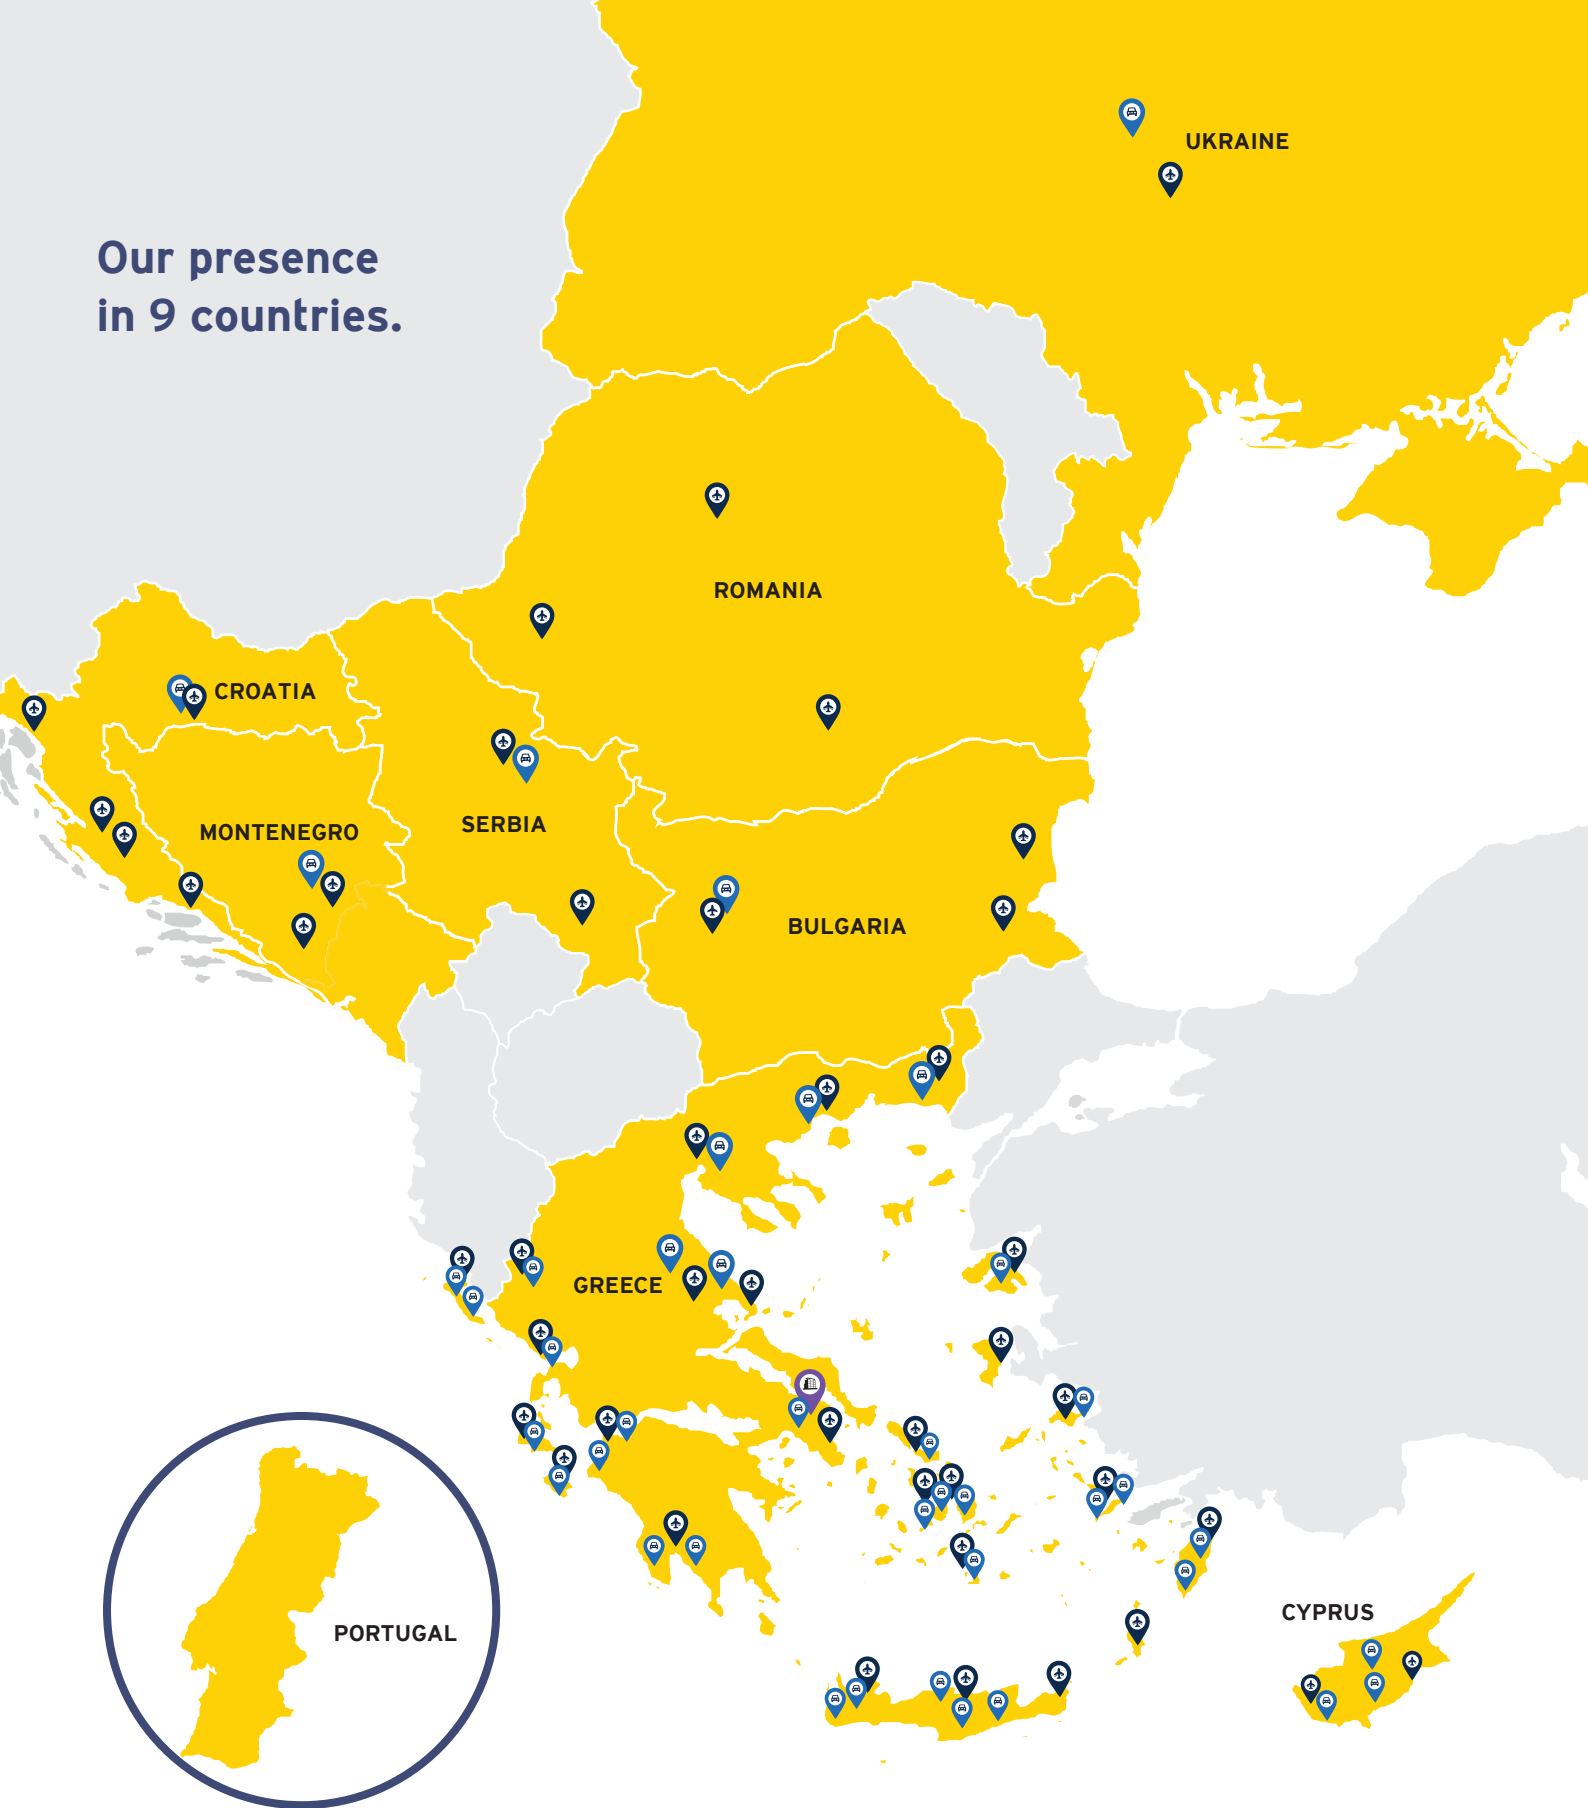 UKRAINE
Our presence
in 9 countries.
ROMANIA
CROATIA
SERBIA
MONTENEGRO
BULGARIA
GREECE
CYPRUS
PORTUGAL